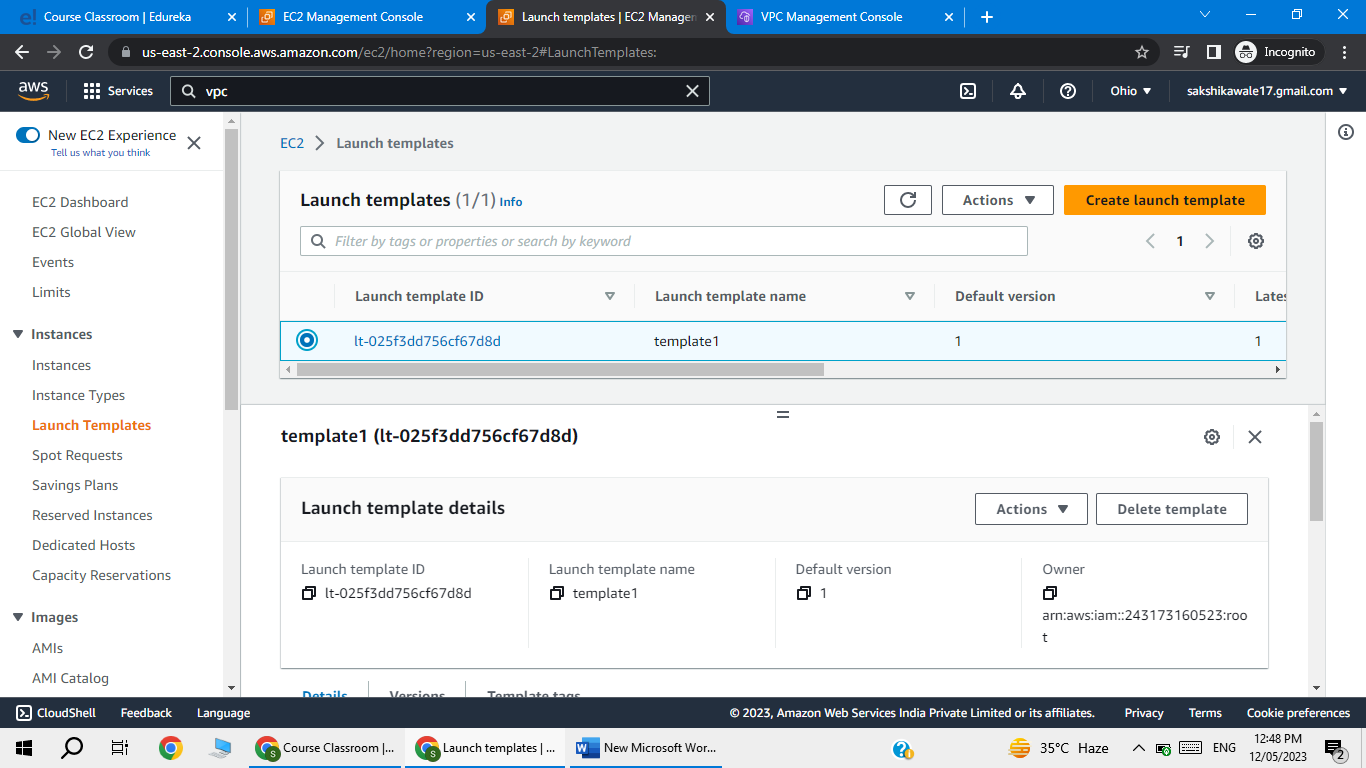 Course Classroom | Edureka
EC2 Management Console
Launch templates | EC2 Manager
VPC Management Console
us-east-2.console.aws.amazon.com/ec2/home?region=us-east-2#LaunchTemplates:
Incognito
aws
Services
vpc
Ohio
sakshikawale17.gmail.com
New EC2 Experience
Tell us what you think
EC2 Dashboard
EC2 Global View
Events
Limits
Instances
Instances
Instance Types
Launch Templates
Spot Requests
Savings Plans
Reserved Instances
Dedicated Hosts
Capacity Reservations
Images
AMIs
AMI Catalog
EC2 > Launch templates
Launch templates (1/1) Info
Actions
Create launch template
Filter by tags or properties or search by keyword
1
Launch template ID
Launch template name
Default version
Lates
lt-025f3dd756cf67d8d
template1
1
1
template1 (lt-025f3dd756cf67d8d)
Launch template details
Actions
Delete template
Launch template ID
lt-025f3dd756cf67d8d
Launch template name
template1
Default version
1
Owner
arn:aws:iam::243173160523:roo
t
Details
Versions
Template tags
CloudShell
Feedback
Language
© 2023, Amazon Web Services India Private Limited or its affiliates.
Privacy
Terms
Cookie preferences
Course Classroom |...
Launch templates | ...
New Microsoft Wor...
35°C Haze
ENG
12:48 PM
12/05/2023
2